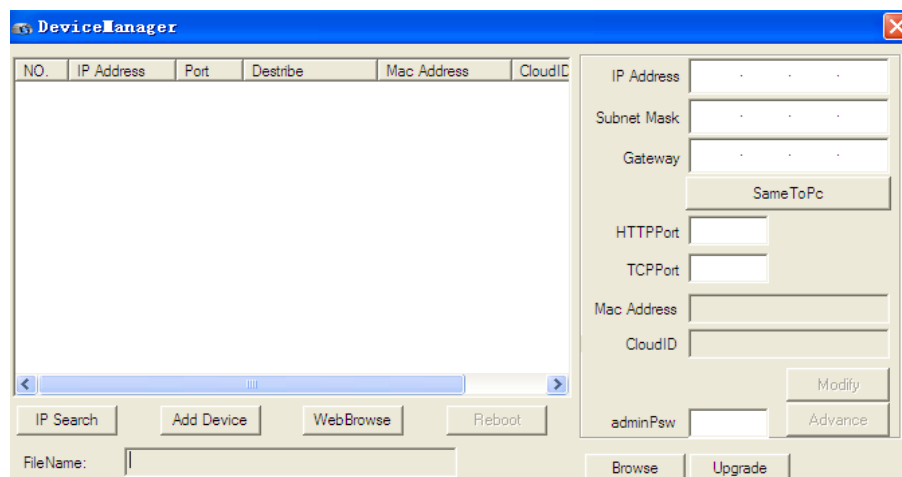 DeviceManager
NO. IP Address Port Destribe Mac Address CloudID
IP Address
Subnet Mask
Gateway
SameToPc
HTTPPort
TCPPort
Mac Address
CloudID
Modify
IP Search Add Device WebBrowse Reboot adminPsw Advance
FileName: Browse Upgrade